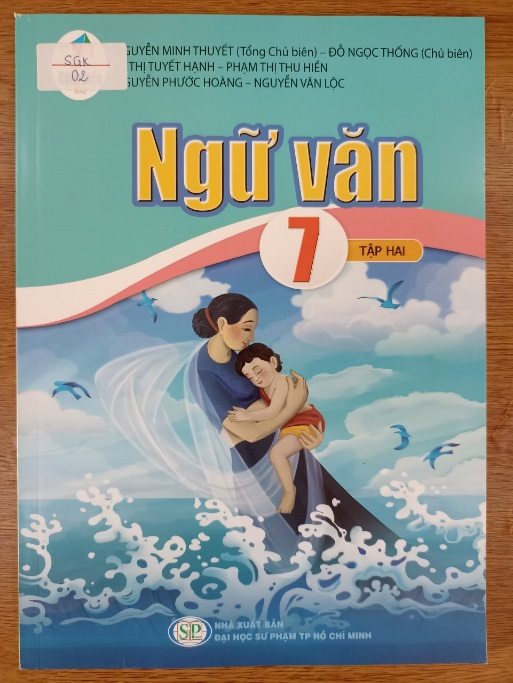 SGK
02
GUYỄN MINH THUYẾT (Tổng Chủ biên) – ĐỖ NGỌC THỐNG (Chủ biên)
THỊ TUYẾT HẠNH – PHẠM THỊ THU HIỀN
GUYỄN PHƯỚC HOÀNG – NGUYỄN VĂN LỘC
Ngữ văn
7
TẬP HAI
SP
NHÀ XUẤT BẢN
ĐẠI HỌC SƯ PHẠM TP HỒ CHÍ MINH